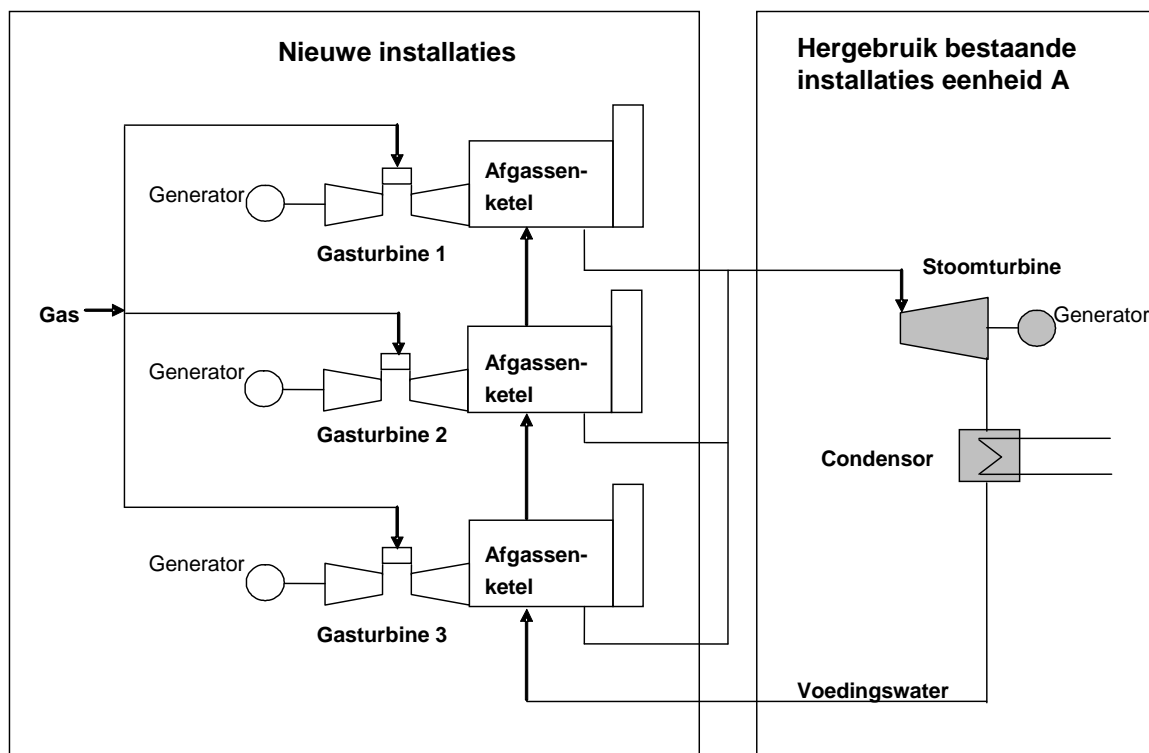 Nieuwe installaties
Hergebruik bestaande
installaties eenheid A
Afgassen-
ketel
Generator
Gasturbine 1
Stoomturbine
Generator
Gas
Afgassen-
ketel
Generator
Gasturbine 2
Condensor
Afgassen-
ketel
Generator
Gasturbine 3
Voedingswater